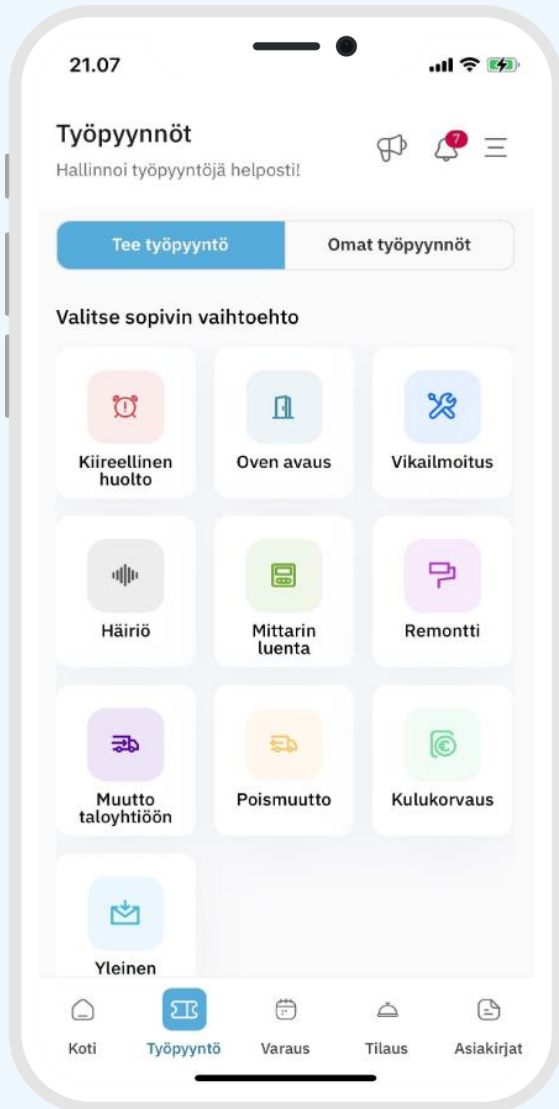 21.07
Työpyynnöt
7
Hallinnoi työpyyntöjä helposti!
Tee työpyyntö
Omat työpyynnöt
Valitse sopivin vaihtoehto
Kiireellinen
huolto
Oven avaus
Vikailmoitus
Häiriö
Mittarin
luenta
Remontti
Muutto
taloyhtiöön
Poismuutto
Kulukorvaus
Yleinen
Koti
Työpyyntö
Varaus
Tilaus
Asiakirjat